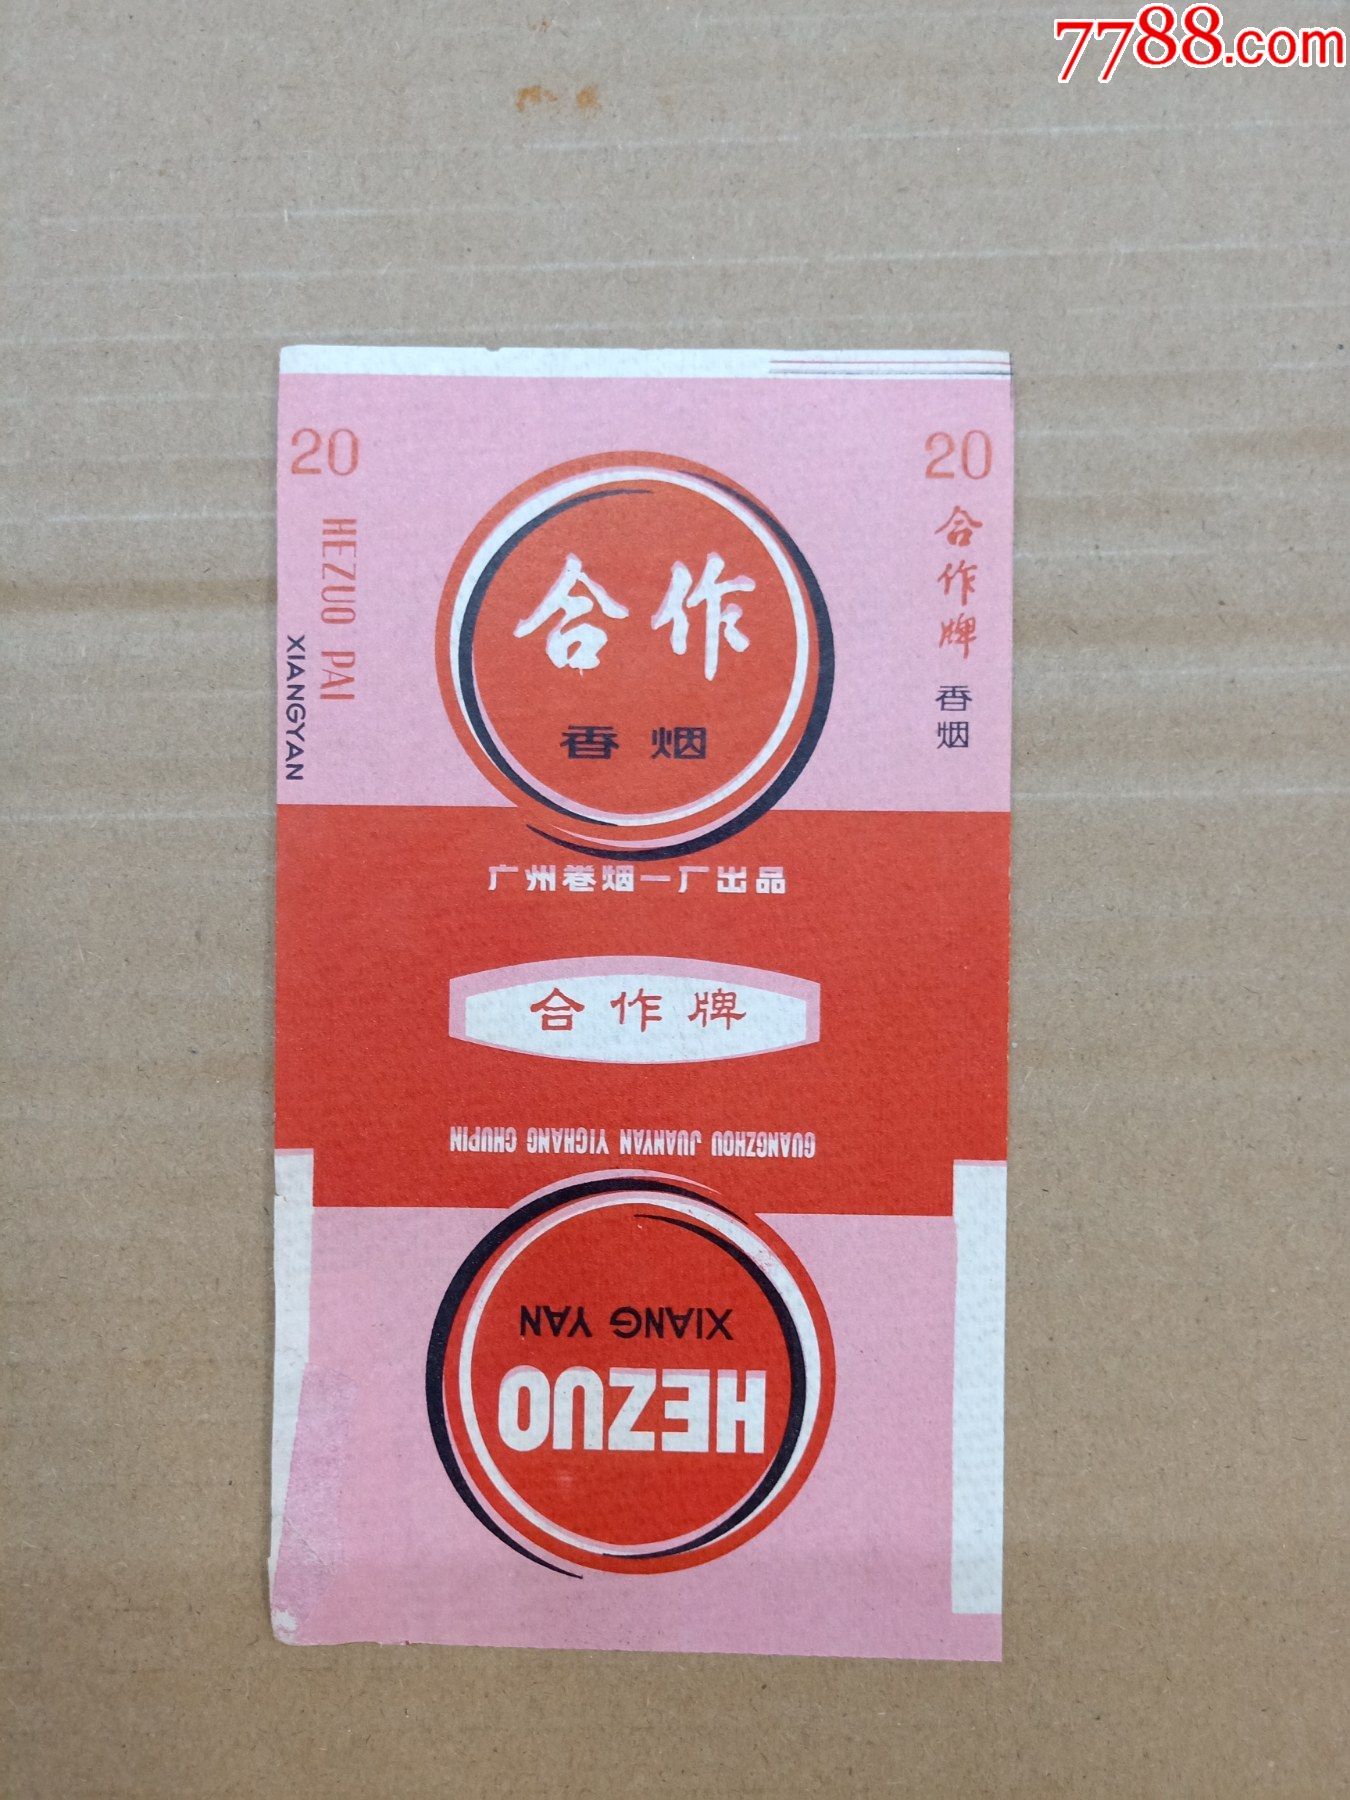 7788.com
20
HEZUO PAI
XIANGYAN
合作
香烟
20
合作牌
香烟
广州卷烟一厂出品
合作牌
GUANGZHOU JUANYAN YICHANG CHUPIN
XIANG YAN
HEZUO